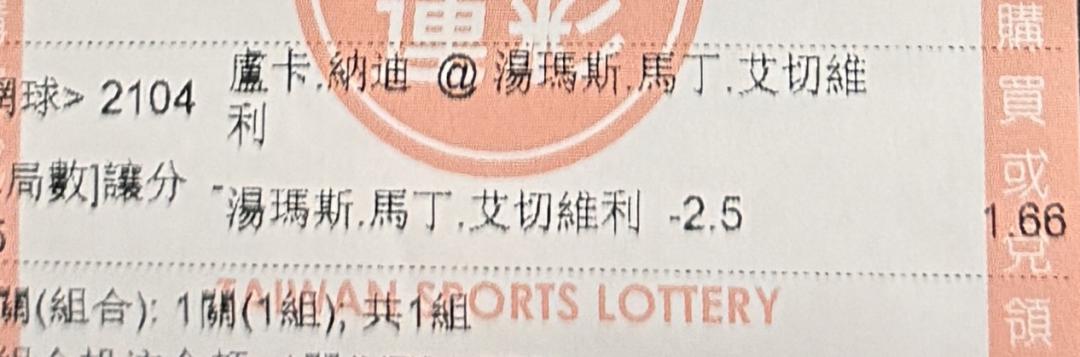 運彩
網球> 2104 盧卡.納迪 @ 湯瑪斯.馬丁.艾切維
利
局數]讓分 -湯瑪斯.馬丁.艾切維利 -2.5 1.66
關(組合): 1關(1組), 共1組
TAIWAN SPORTS LOTTERY
購買或兌領